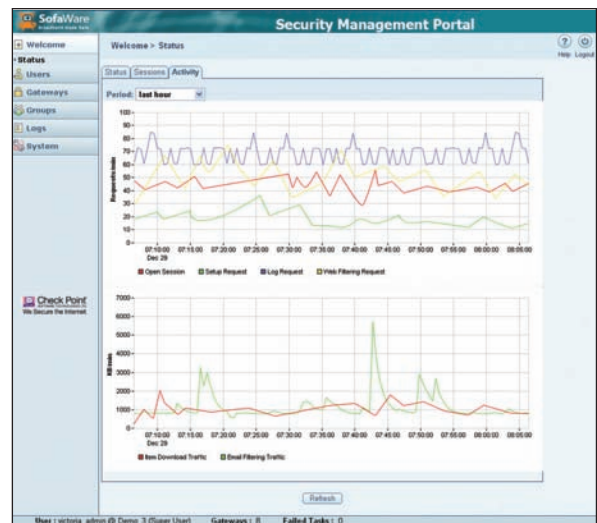 SofaWare
Security Management Portal
Welcome
Status
Users
Gateways
Groups
Logs
System
Check Point
We Secure the Internet.
Welcome > Status
Help Logout
Status Sessions Activity
Period: last hour
Requests/min
100
90
80
70
60
50
40
30
20
10
0
07:10:00 07:15:00 07:20:00 07:25:00 07:30:00 07:35:00 07:40:00 07:45:00 07:50:00 07:55:00 08:00:00 08:05:00
Dec 29
Open Session Setup Request Log Request Web Filtering Request
KB/min
7000
6000
5000
4000
3000
2000
1000
0
07:10:00 07:15:00 07:20:00 07:25:00 07:30:00 07:35:00 07:40:00 07:45:00 07:50:00 07:55:00 08:00:00 08:05:00
Dec 29
Item Download Traffic Email Filtering Traffic
Refresh
User : victoria_admin @ Demo_3 (Super User) Gateways : 8 Failed Tasks : 0